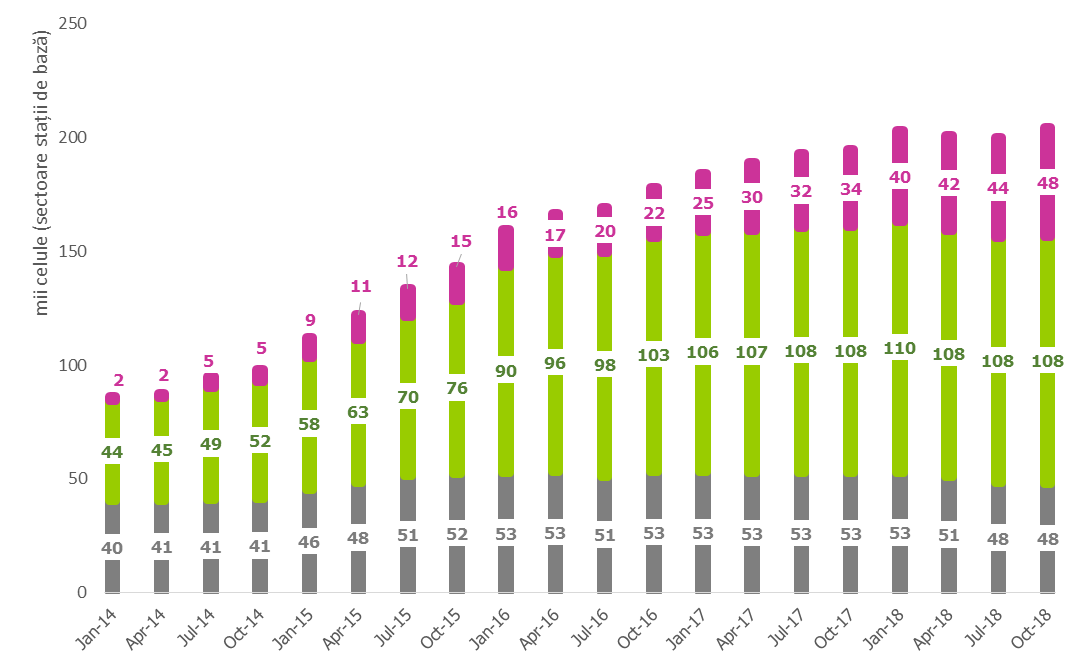 mii celule (sectoare stații de bază)
250
200
150
100
50
0
2 2 5 5 9 11 12 15 16 17 20 22 25 30 32 34 40 42 44 48
44 45 49 52 58 63 70 76 90 96 98 103 106 107 108 108 110 108 108 108
40 41 41 41 46 48 51 52 53 53 51 53 53 53 53 53 53 51 48 48
Jan-14 Apr-14 Jul-14 Oct-14 Jan-15 Apr-15 Jul-15 Oct-15 Jan-16 Apr-16 Jul-16 Oct-16 Jan-17 Apr-17 Jul-17 Oct-17 Jan-18 Apr-18 Jul-18 Oct-18